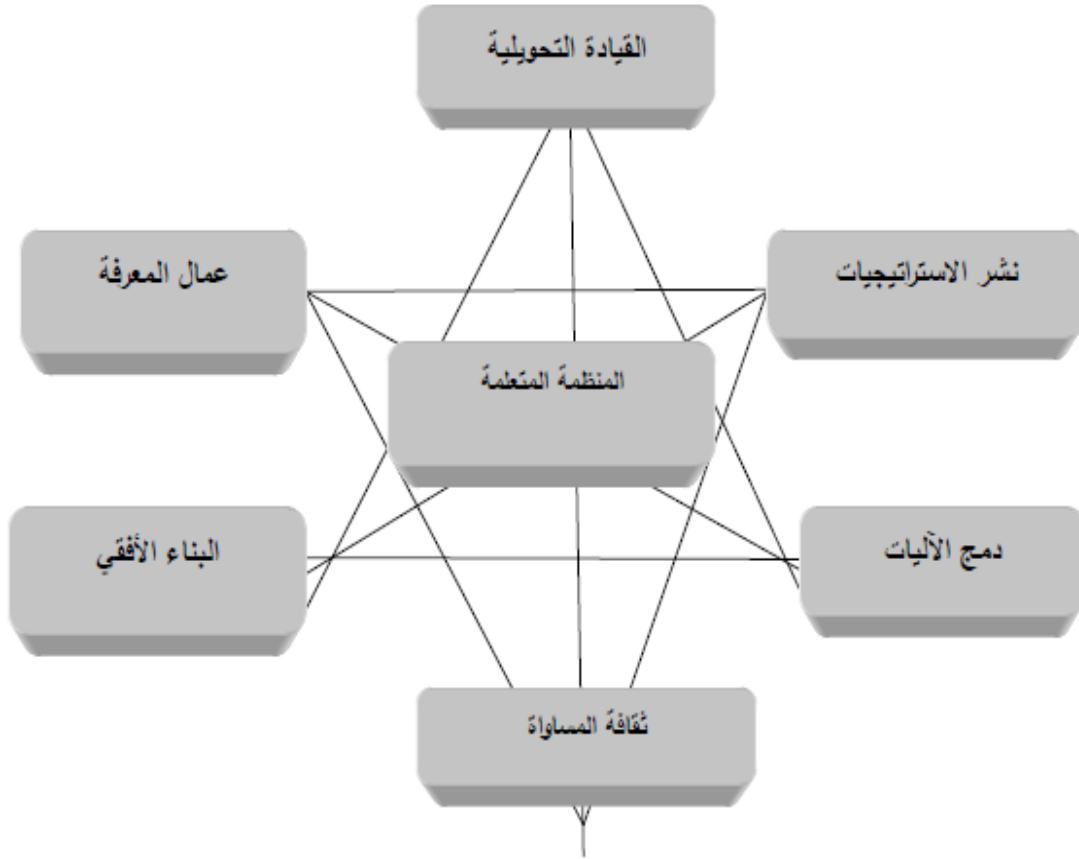 القيادة التحويلية
نشر الاستراتيجيات
عمال المعرفة
المنظمة المتعلمة
دمج الآليات
البناء الأفقي
ثقافة المساواة